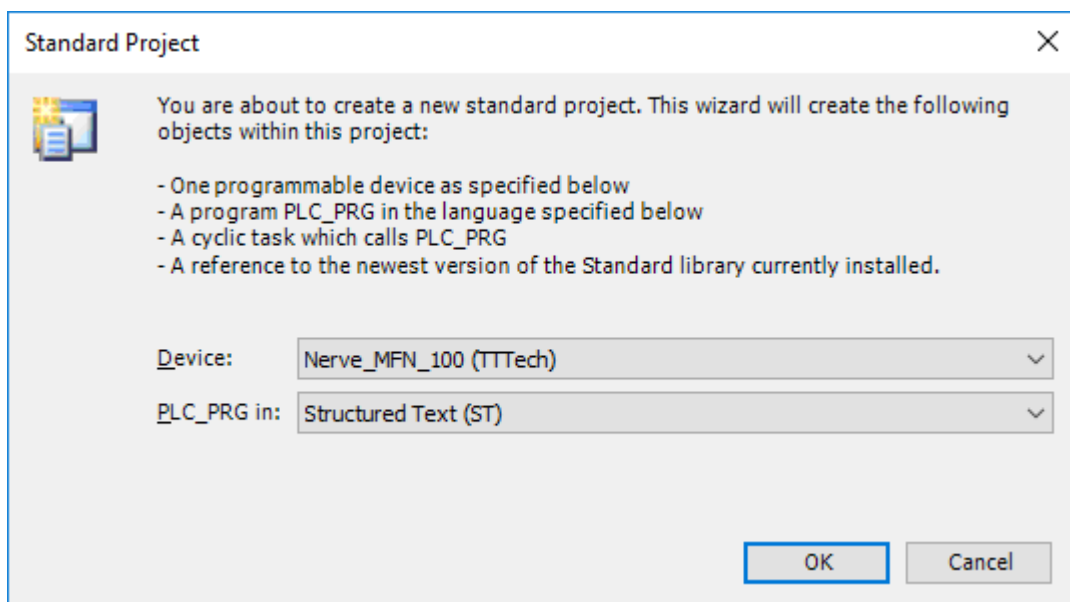 Standard Project
You are about to create a new standard project. This wizard will create the following
objects within this project:
- One programmable device as specified below
- A program PLC_PRG in the language specified below
- A cyclic task which calls PLC_PRG
- A reference to the newest version of the Standard library currently installed.
Device: Nerve_MFN_100 (TTTech)
PLC_PRG in: Structured Text (ST)
OK Cancel